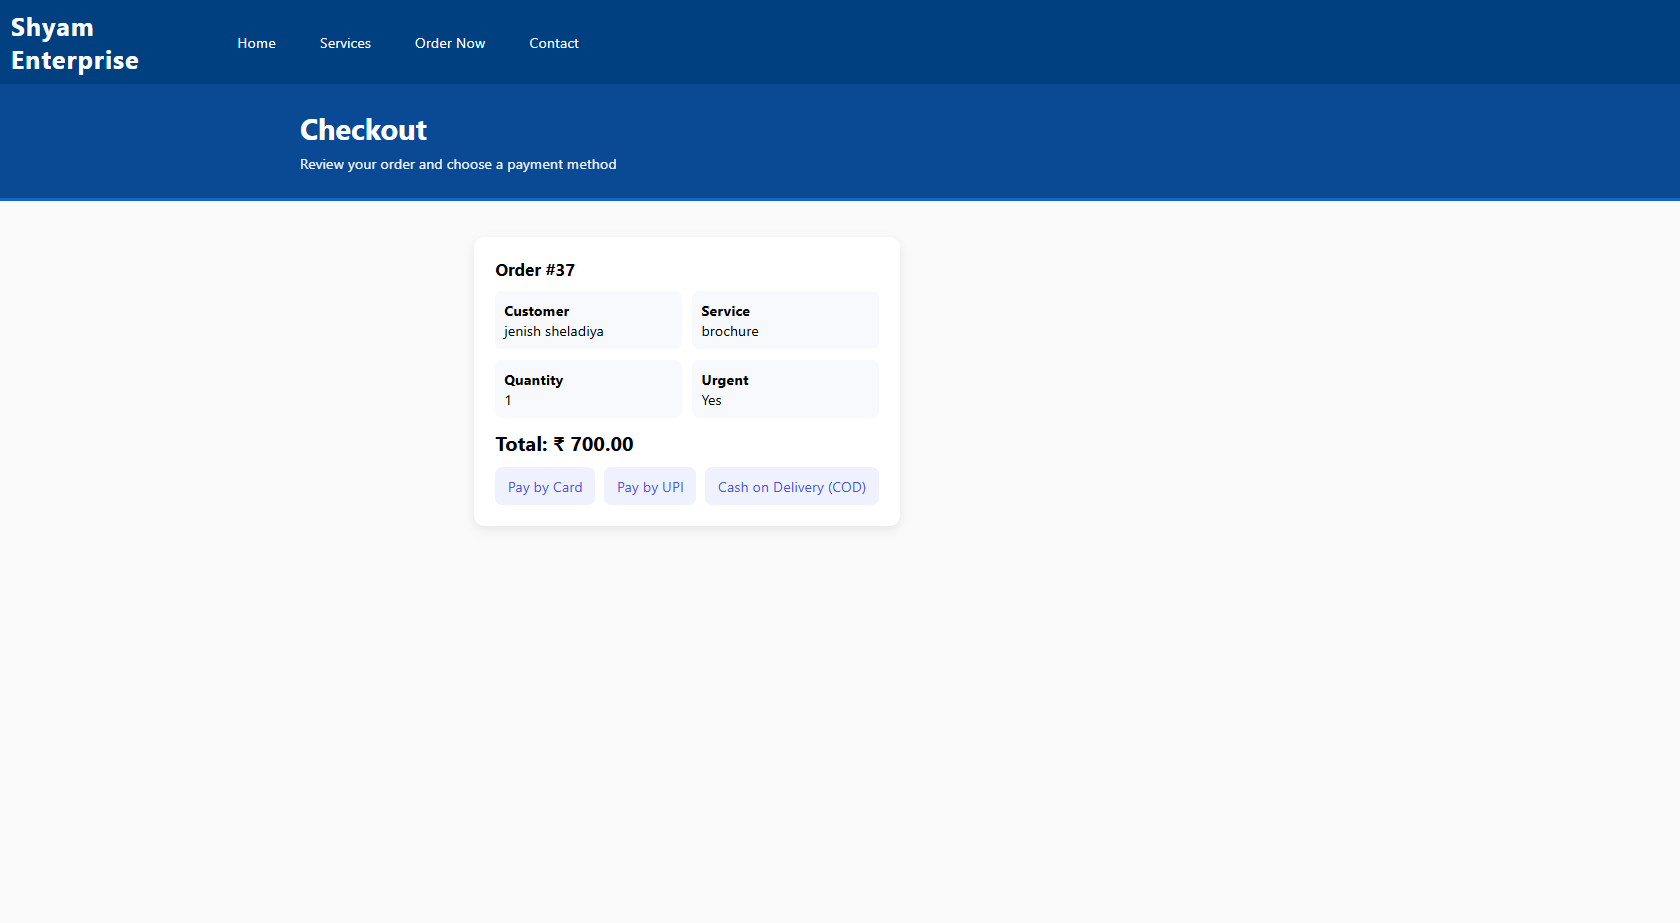 Shyam
Enterprise
Home Services Order Now Contact
Checkout
Review your order and choose a payment method
Order #37
Customer
jenish sheladiya
Service
brochure
Quantity
1
Urgent
Yes
Total: ₹ 700.00
Pay by Card Pay by UPI Cash on Delivery (COD)